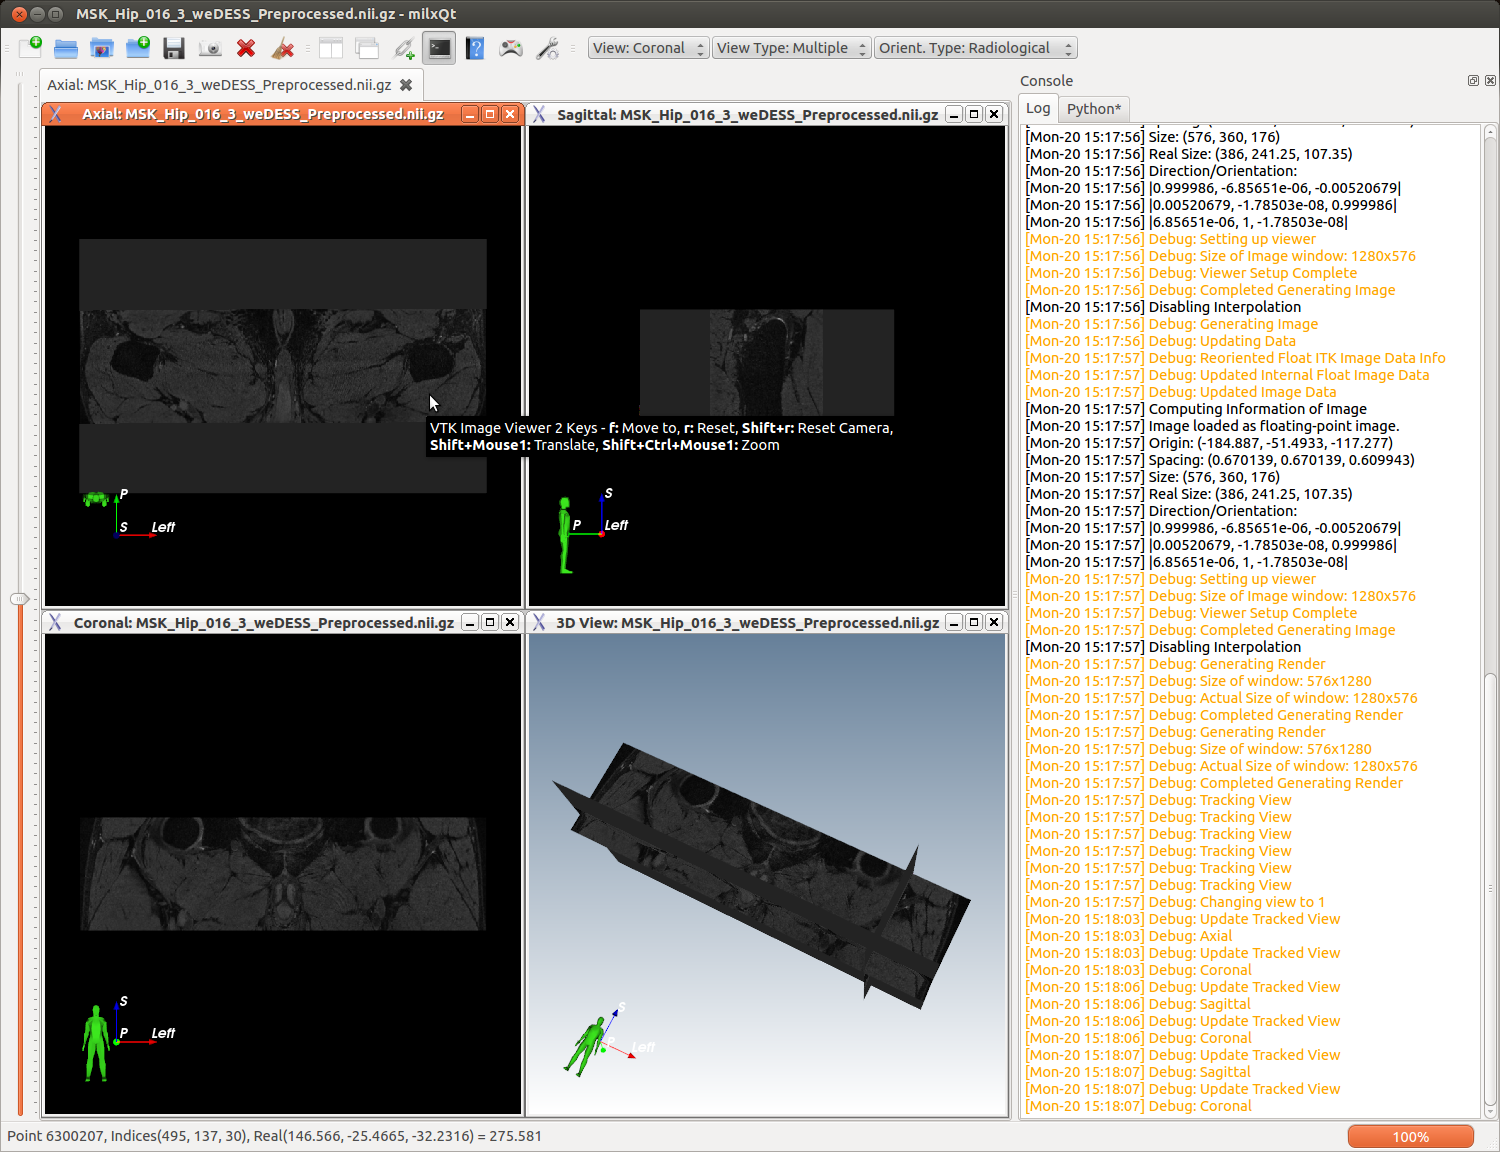 MSK_Hip_016_3_weDESS_Preprocessed.nii.gz - milxQt
View: Coronal
View Type: Multiple
Orient. Type: Radiological
Axial: MSK_Hip_016_3_weDESS_Preprocessed.nii.gz
Axial: MSK_Hip_016_3_weDESS_Preprocessed.nii.gz
Sagittal: MSK_Hip_016_3_weDESS_Preprocessed.nii.gz
VTK Image Viewer 2 Keys - f: Move to, r: Reset, Shift+r: Reset Camera,
Shift+Mouse1: Translate, Shift+Ctrl+Mouse1: Zoom
P
S Left
S
P Left
Coronal: MSK_Hip_016_3_weDESS_Preprocessed.nii.gz
3D View: MSK_Hip_016_3_weDESS_Preprocessed.nii.gz
S
P Left
S
P Left
Console
Log
Python*
[Mon-20 15:17:56] Size: (576, 360, 176)
[Mon-20 15:17:56] Real Size: (386, 241.25, 107.35)
[Mon-20 15:17:56] Direction/Orientation:
[Mon-20 15:17:56] |0.999986, -6.85651e-06, -0.00520679|
[Mon-20 15:17:56] |0.00520679, -1.78503e-08, 0.999986|
[Mon-20 15:17:56] |6.85651e-06, 1, -1.78503e-08|
[Mon-20 15:17:56] Debug: Setting up viewer
[Mon-20 15:17:56] Debug: Size of Image window: 1280x576
[Mon-20 15:17:56] Debug: Viewer Setup Complete
[Mon-20 15:17:56] Debug: Completed Generating Image
[Mon-20 15:17:56] Disabling Interpolation
[Mon-20 15:17:56] Debug: Generating Image
[Mon-20 15:17:56] Debug: Updating Data
[Mon-20 15:17:57] Debug: Reoriented Float ITK Image Data Info
[Mon-20 15:17:57] Debug: Updated Internal Float Image Data
[Mon-20 15:17:57] Debug: Updated Image Data
[Mon-20 15:17:57] Computing Information of Image
[Mon-20 15:17:57] Image loaded as floating-point image.
[Mon-20 15:17:57] Origin: (-184.887, -51.4933, -117.277)
[Mon-20 15:17:57] Spacing: (0.670139, 0.670139, 0.609943)
[Mon-20 15:17:57] Size: (576, 360, 176)
[Mon-20 15:17:57] Real Size: (386, 241.25, 107.35)
[Mon-20 15:17:57] Direction/Orientation:
[Mon-20 15:17:57] |0.999986, -6.85651e-06, -0.00520679|
[Mon-20 15:17:57] |0.00520679, -1.78503e-08, 0.999986|
[Mon-20 15:17:57] |6.85651e-06, 1, -1.78503e-08|
[Mon-20 15:17:57] Debug: Setting up viewer
[Mon-20 15:17:57] Debug: Size of Image window: 1280x576
[Mon-20 15:17:57] Debug: Viewer Setup Complete
[Mon-20 15:17:57] Debug: Completed Generating Image
[Mon-20 15:17:57] Disabling Interpolation
[Mon-20 15:17:57] Debug: Generating Render
[Mon-20 15:17:57] Debug: Size of window: 576x1280
[Mon-20 15:17:57] Debug: Actual Size of window: 1280x576
[Mon-20 15:17:57] Debug: Completed Generating Render
[Mon-20 15:17:57] Debug: Generating Render
[Mon-20 15:17:57] Debug: Size of window: 576x1280
[Mon-20 15:17:57] Debug: Actual Size of window: 1280x576
[Mon-20 15:17:57] Debug: Completed Generating Render
[Mon-20 15:17:57] Debug: Tracking View
[Mon-20 15:17:57] Debug: Tracking View
[Mon-20 15:17:57] Debug: Tracking View
[Mon-20 15:17:57] Debug: Tracking View
[Mon-20 15:17:57] Debug: Tracking View
[Mon-20 15:17:57] Debug: Tracking View
[Mon-20 15:17:57] Debug: Changing view to 1
[Mon-20 15:18:03] Debug: Update Tracked View
[Mon-20 15:18:03] Debug: Axial
[Mon-20 15:18:03] Debug: Update Tracked View
[Mon-20 15:18:03] Debug: Coronal
[Mon-20 15:18:06] Debug: Update Tracked View
[Mon-20 15:18:06] Debug: Sagittal
[Mon-20 15:18:06] Debug: Update Tracked View
[Mon-20 15:18:06] Debug: Coronal
[Mon-20 15:18:07] Debug: Update Tracked View
[Mon-20 15:18:07] Debug: Sagittal
[Mon-20 15:18:07] Debug: Update Tracked View
[Mon-20 15:18:07] Debug: Coronal
Point 6300207, Indices(495, 137, 30), Real(146.566, -25.4665, -32.2316) = 275.581
100%